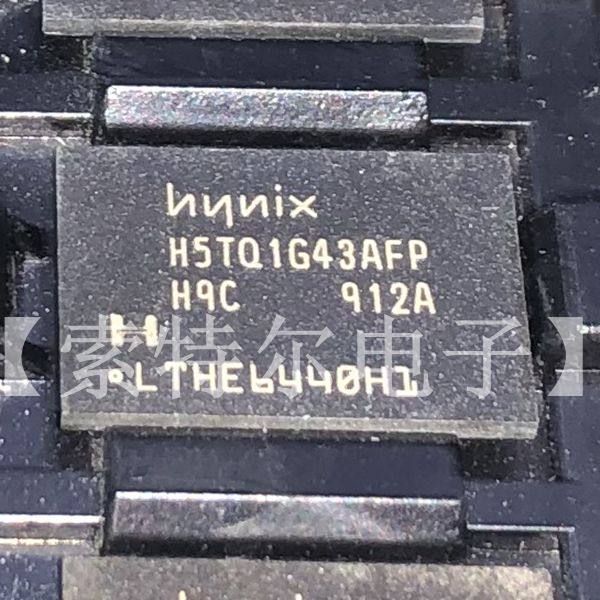 hynix
H5TQ1G43AFP
H9C 912A
H
【索特尔电子】
LTHE6440H1